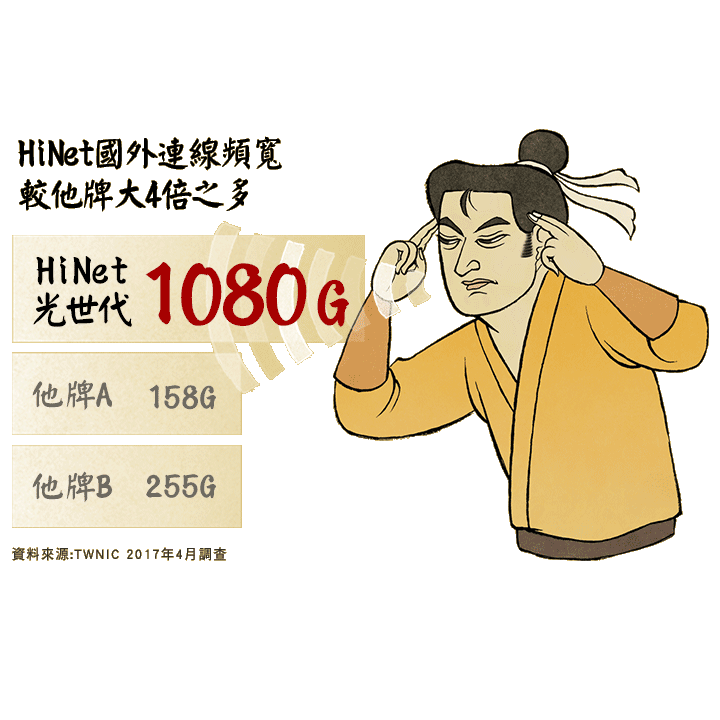 HiNet國外連線頻寬
較他牌大4倍之多
HiNet
光世代 1080G
他牌A 158G
他牌B 255G
資料來源:TWNIC 2017年4月調查